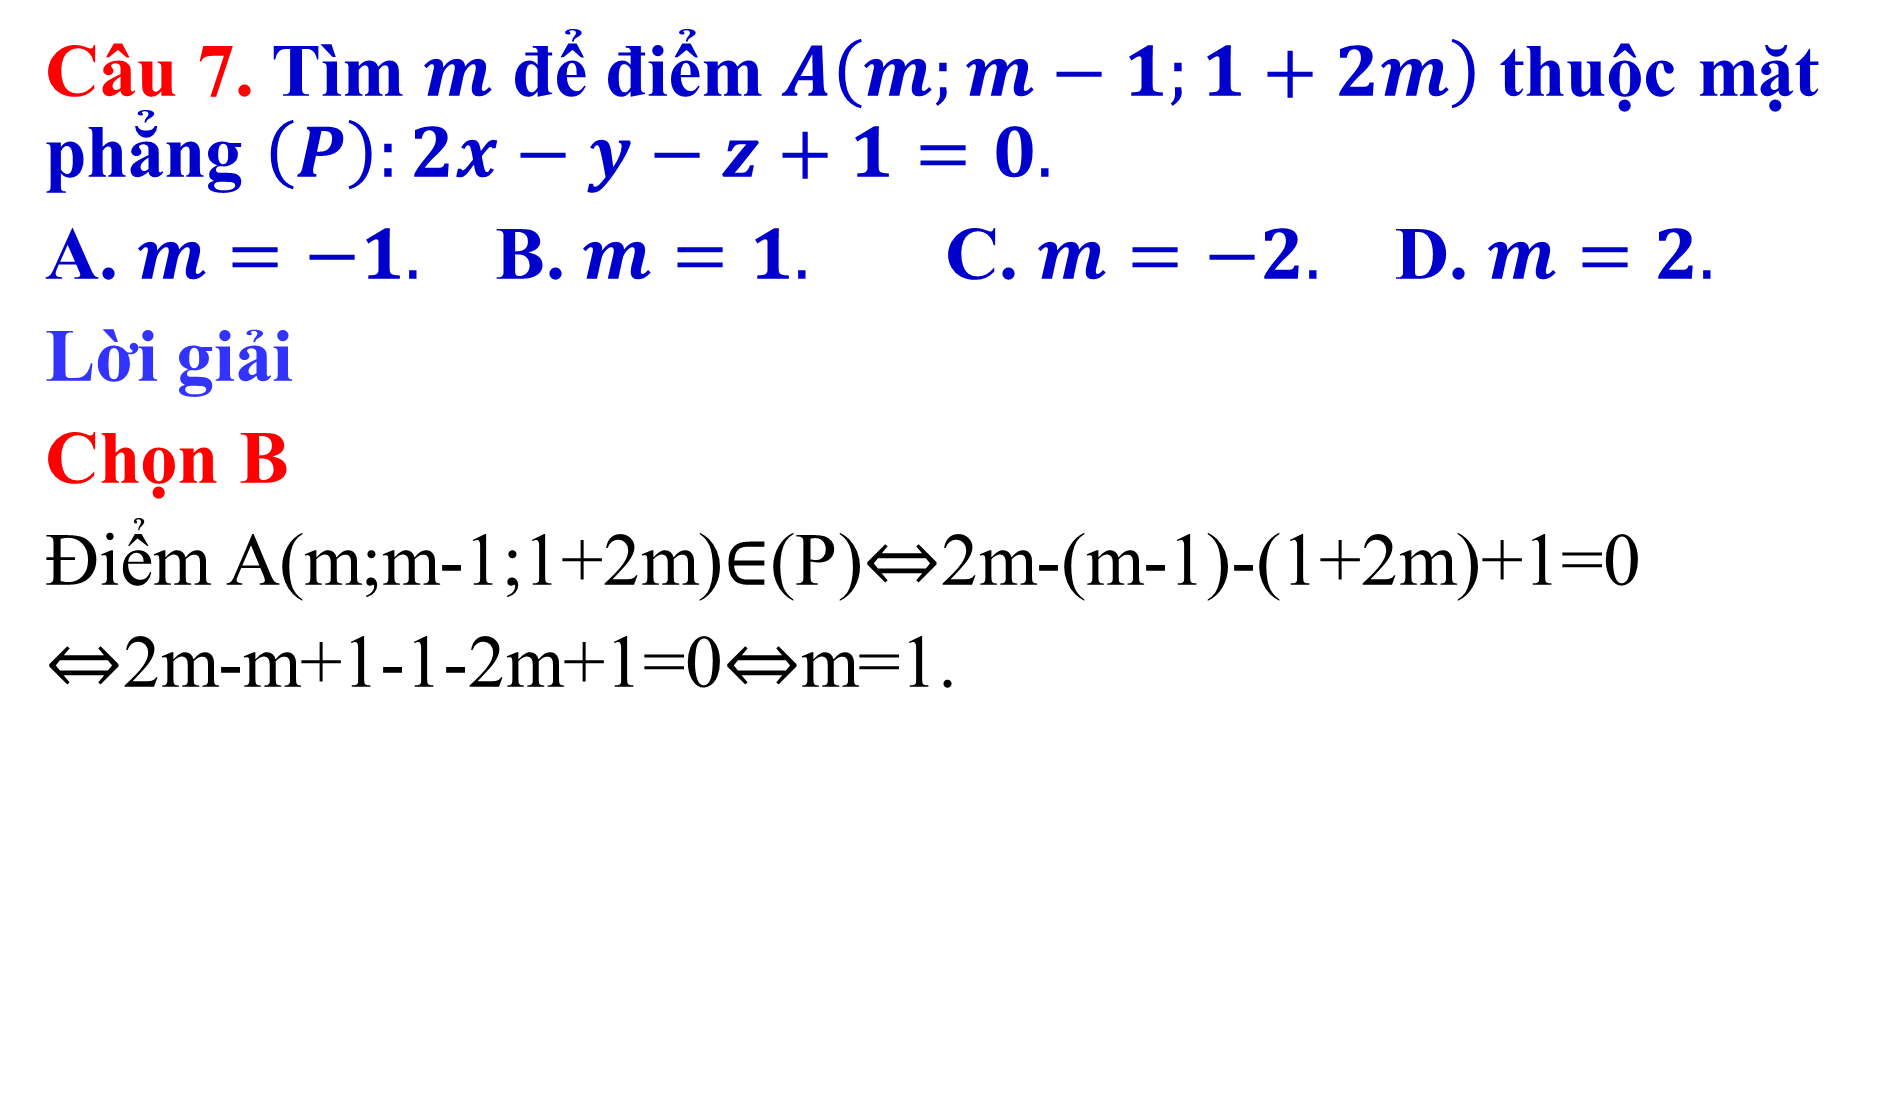 Câu 7. Tìm m để điểm A(m; m − 1; 1 + 2m) thuộc mặt
phẳng (P): 2x − y − z + 1 = 0.
A. m = −1. B. m = 1. C. m = −2. D. m = 2.
Lời giải
Chọn B
Điểm A(m;m-1;1+2m)∈(P)⇔2m-(m-1)-(1+2m)+1=0
⇔2m-m+1-1-2m+1=0⇔m=1.